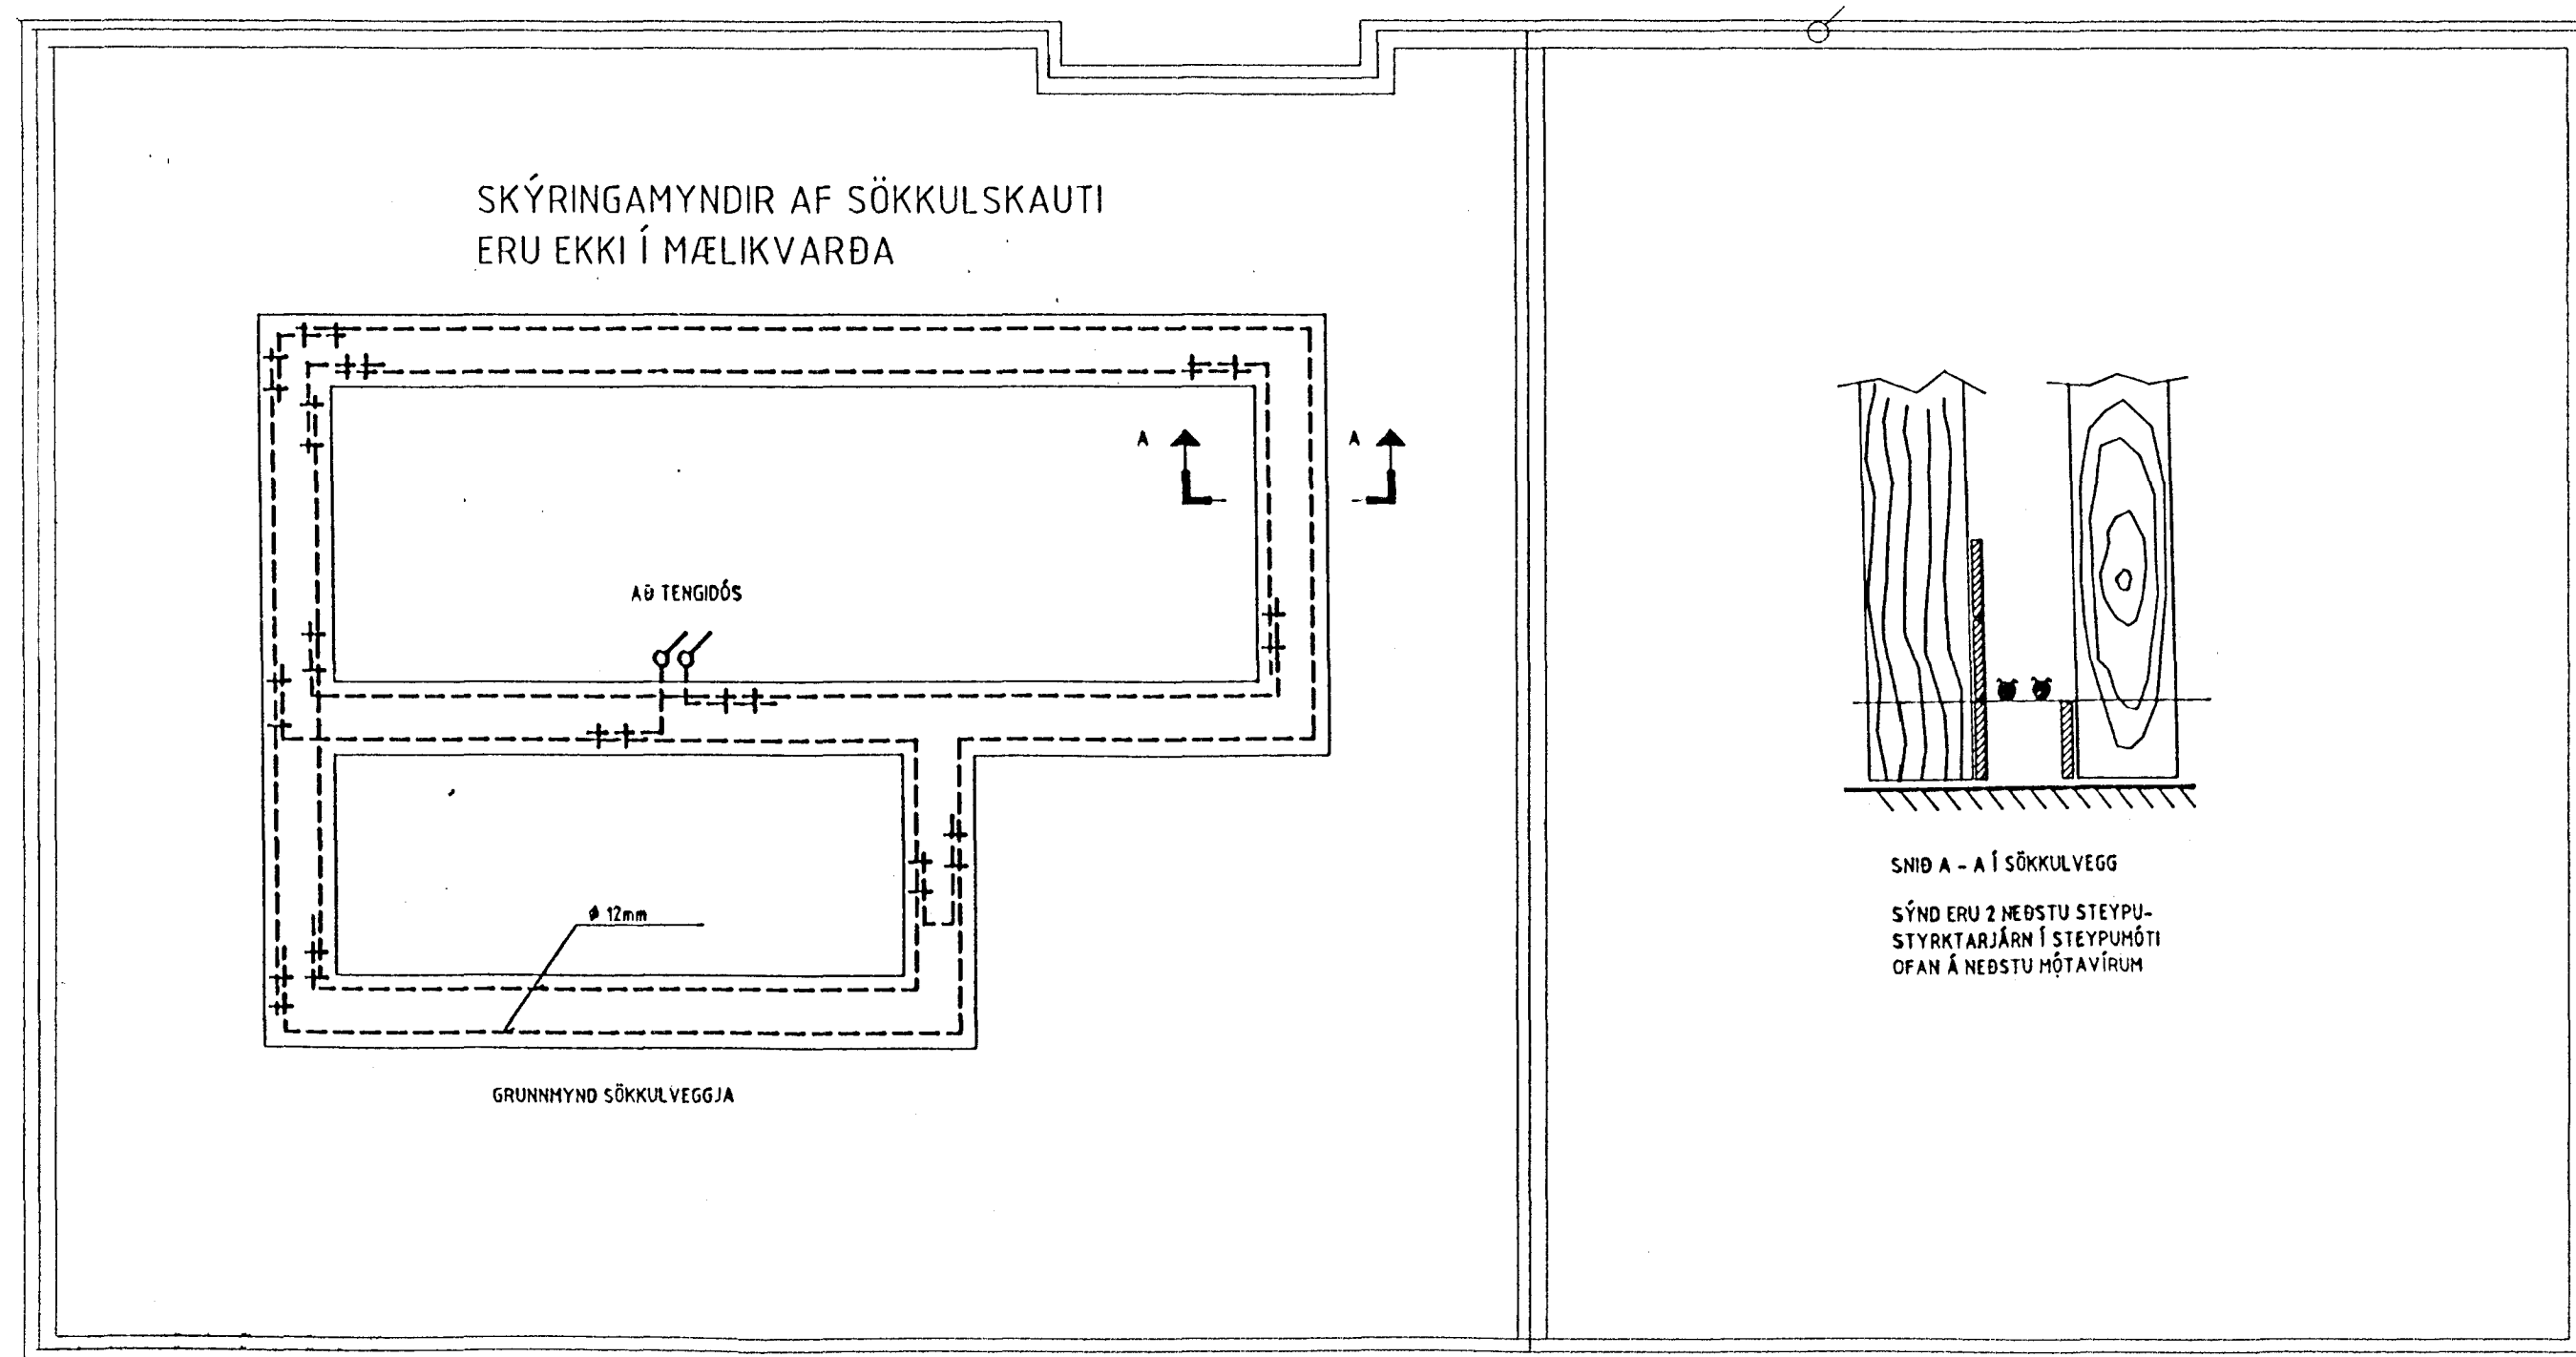 SKÝRINGAMYNDIR AF SÖKKULSKAUTI
ERU EKKI Í MÆLIKVARÐA
A
A
AÐ TENGIDÓS
ø 12mm
GRUNNMYND SÖKKULVEGGJA
SNIÐ A - A Í SÖKKULVEGG
SÝND ERU 2 NEÐSTU STEYPU-
STYRKTARJÁRN Í STEYPUMÓTI
OFAN Á NEÐSTU MÓTAVÍRUM